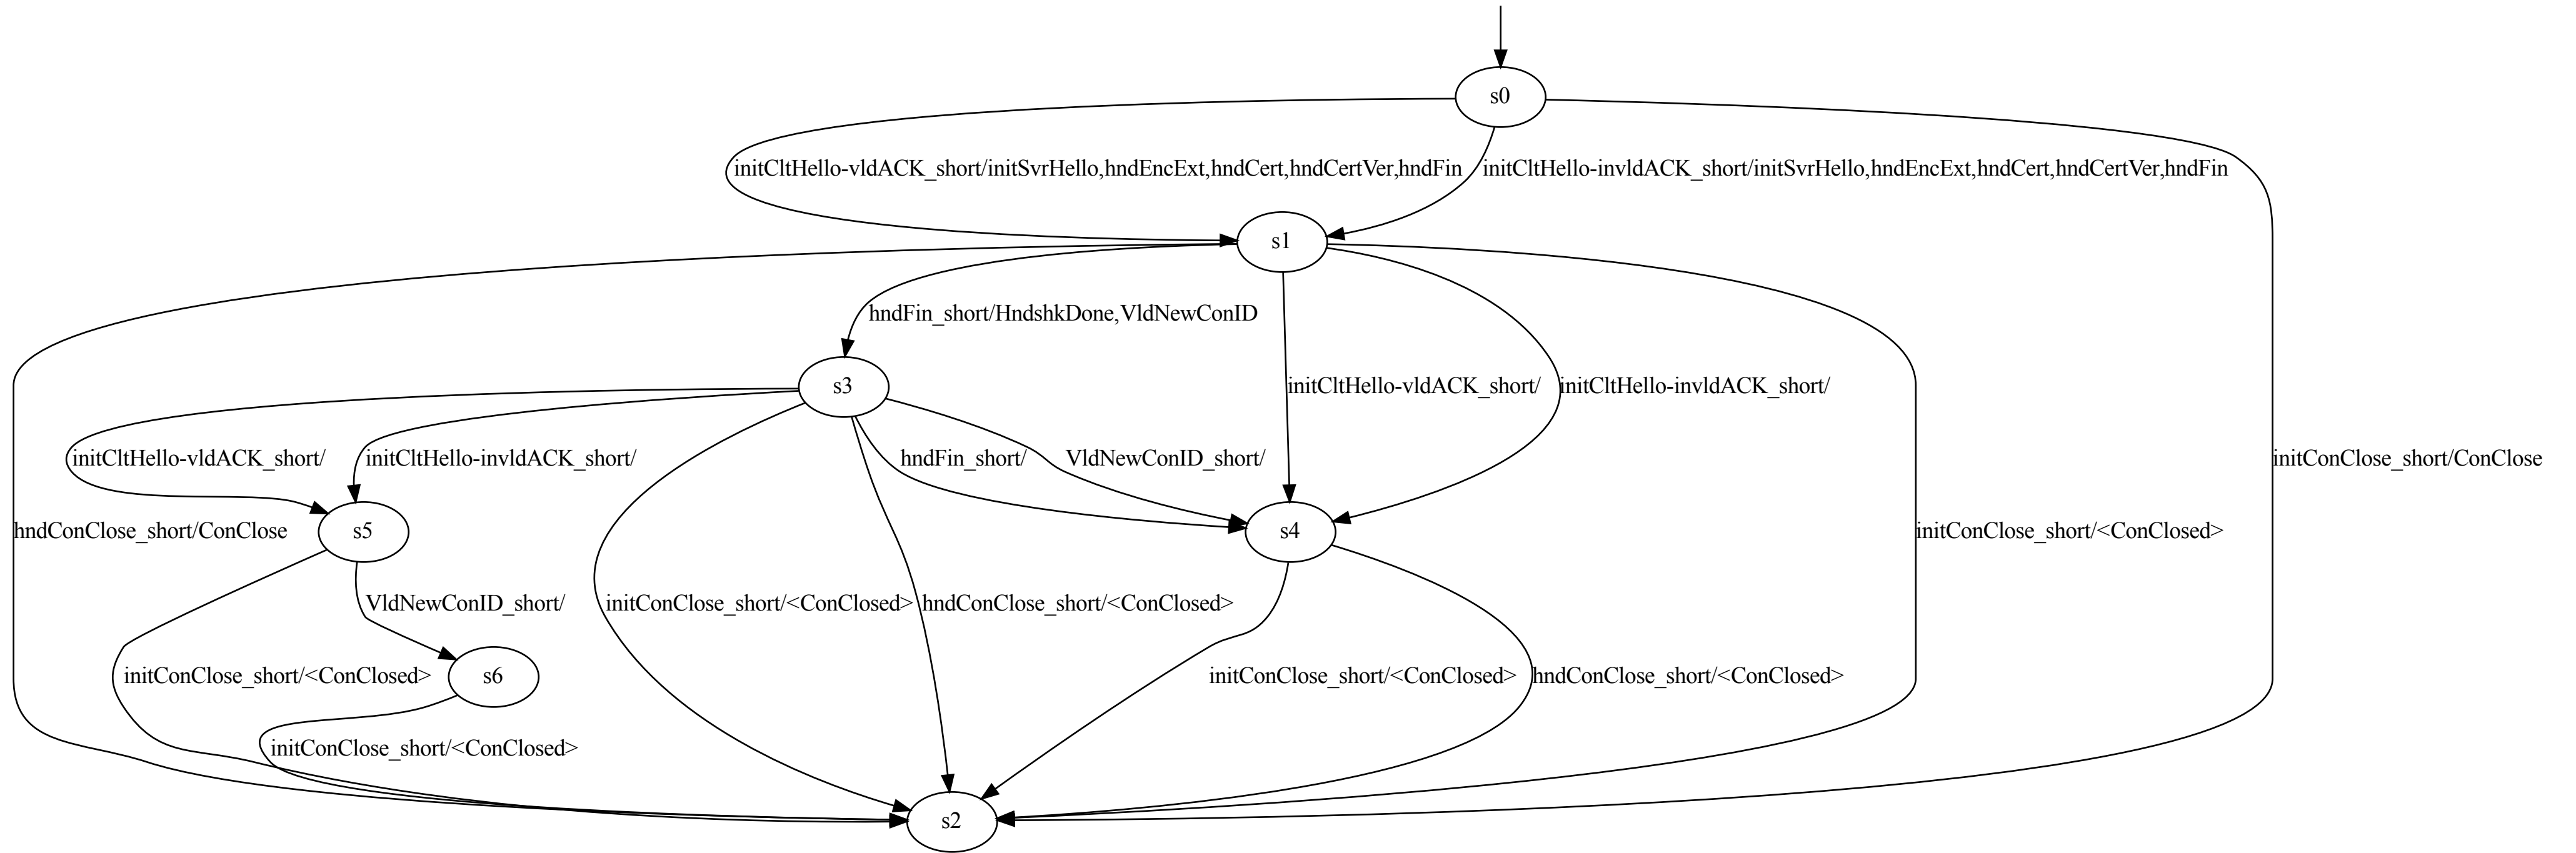 s0
initCltHello-vldACK_short/initSvrHello,hndEncExt,hndCert,hndCertVer,hndFin
initCltHello-invldACK_short/initSvrHello,hndEncExt,hndCert,hndCertVer,hndFin
s1
hndFin_short/HndshkDone,VldNewConID
s3
initCltHello-vldACK_short/
initCltHello-invldACK_short/
initCltHello-vldACK_short/
initCltHello-invldACK_short/
hndFin_short/
VldNewConID_short/
initConClose_short/ConClose
hndConClose_short/ConClose
s5
s4
initConClose_short/<ConClosed>
VldNewConID_short/
initConClose_short/<ConClosed>
hndConClose_short/<ConClosed>
initConClose_short/<ConClosed>
s6
initConClose_short/<ConClosed>
hndConClose_short/<ConClosed>
initConClose_short/<ConClosed>
s2